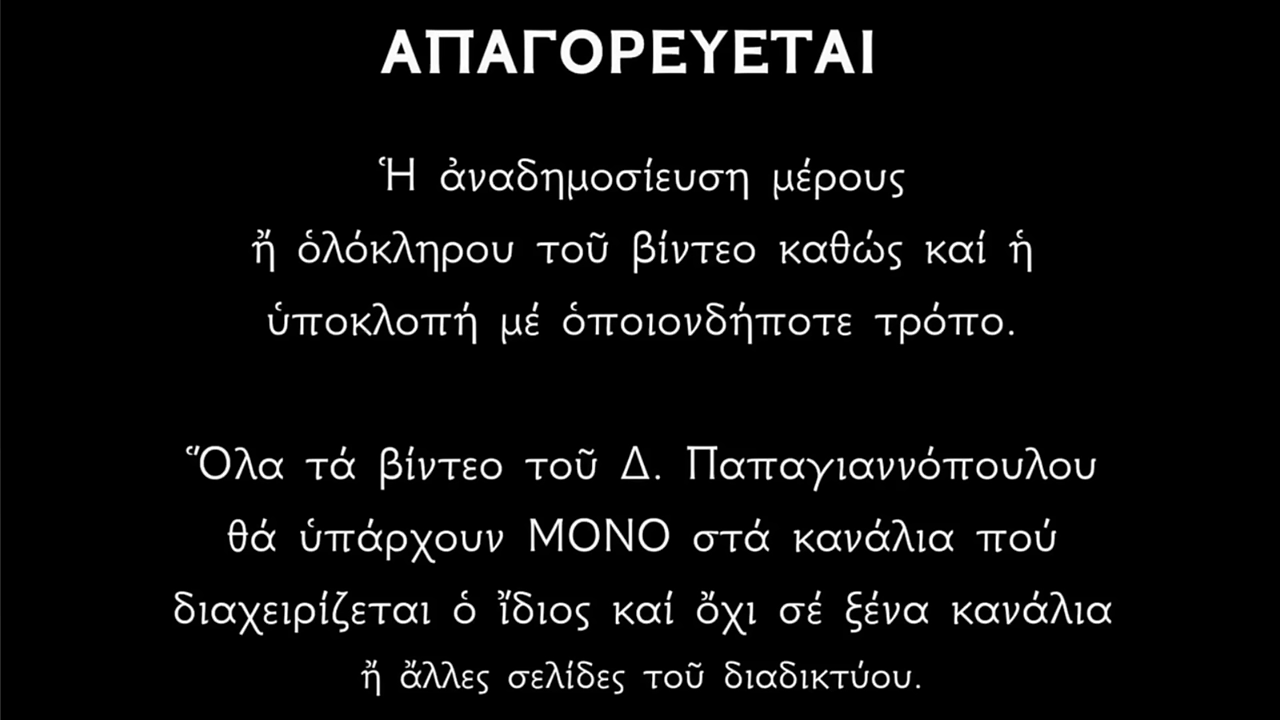 ΑΠΑΓΟΡΕΥΕΤΑΙ
Ἡ ἀναδημοσίευση μέρους
ἤ ὁλόκληρου τοῦ βίντεο καθώς καί ἡ
ὑποκλοπή μέ ὁποιονδήποτε τρόπο.
Ὅλα τά βίντεο τοῦ Δ. Παπαγιαννόπουλου
θά ὑπάρχουν ΜΟΝΟ στά κανάλια πού
διαχειρίζεται ὁ ἴδιος καί ὄχι σέ ξένα κανάλια
ἤ ἄλλες σελίδες τοῦ διαδικτύου.